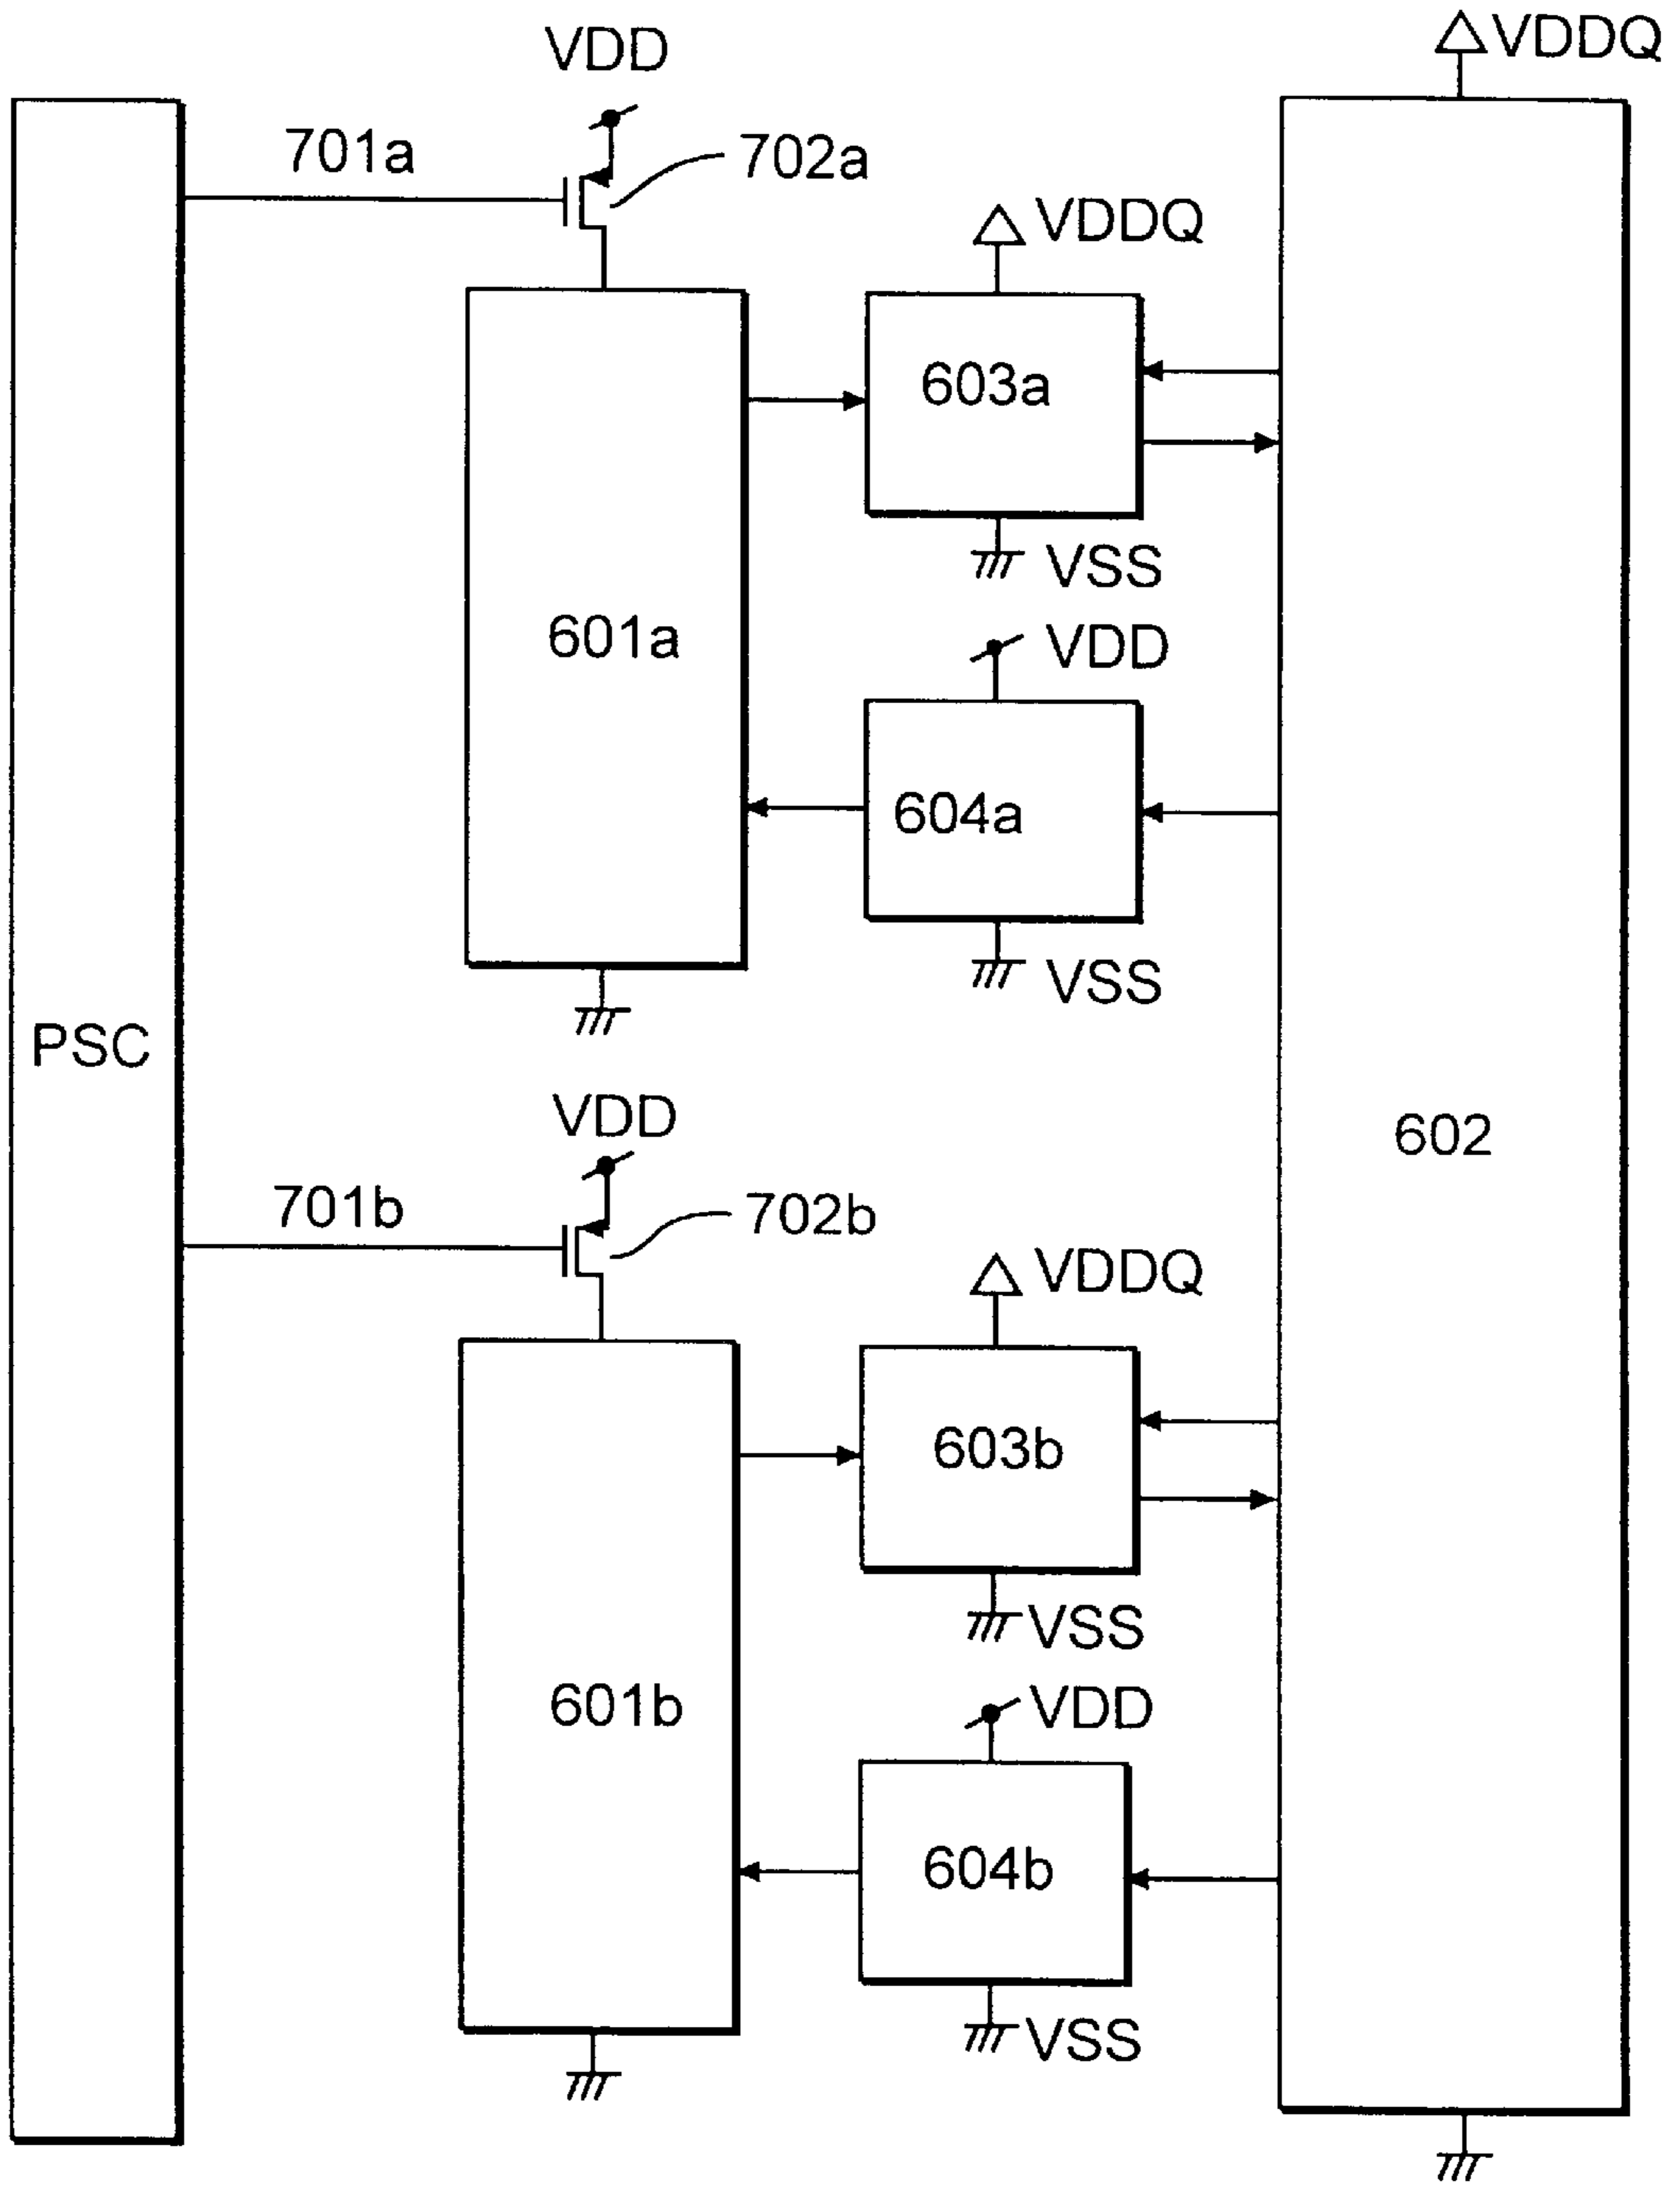 VDDQ
VDD
701a
702a
VDDQ
603a
VSS
601a
VDD
604a
VSS
PSC
VDD
602
701b
702b
VDDQ
603b
VSS
601b
VDD
604b
VSS